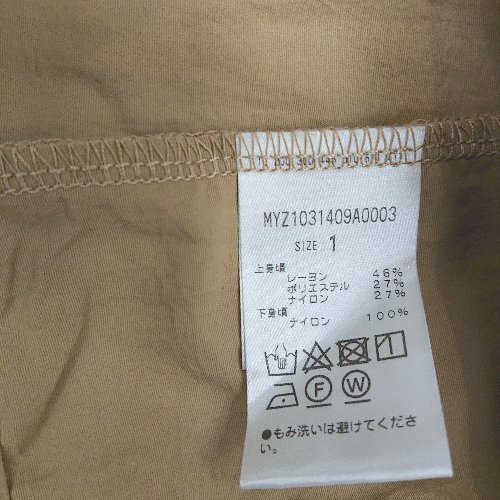 MYZ1031409A0003
SIZE 1
上身頃
レーヨン 46%
ポリエステル 27%
ナイロン 27%
下身頃
ナイロン 100%
1
F W
●もみ洗いは避けてくださ
い。